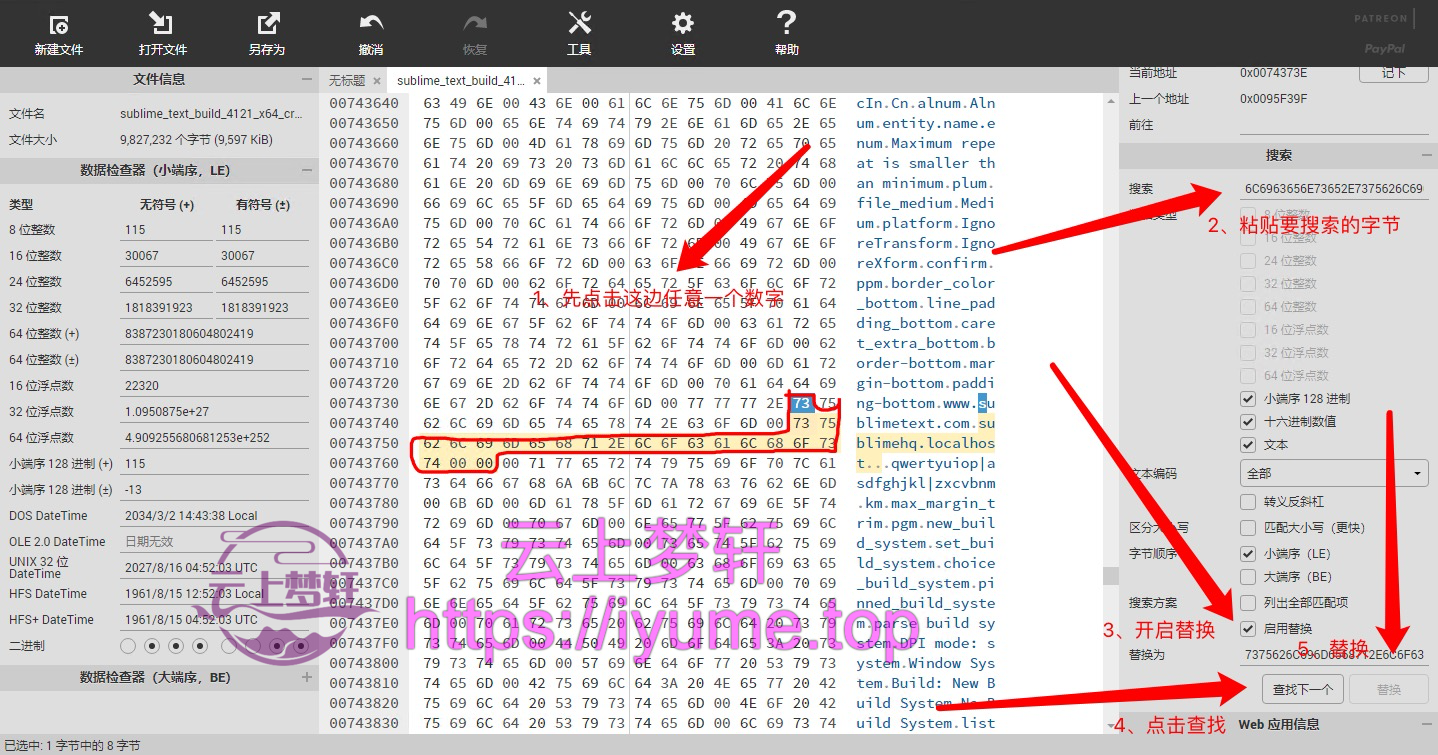 新建文件 打开文件 另存为 撤消 恢复 工具 设置 帮助
PATREON
PayPal
文件信息
文件名 sublime_text_build_4121_x64_cr...
文件大小 9,827,232 个字节 (9,597 KiB)
数据检查器（小端序，LE）
类型 无符号 (+) 有符号 (±)
8 位整数 115 115
16 位整数 30067 30067
24 位整数 6452595 6452595
32 位整数 1818391923 1818391923
64 位整数 (+) 8387230180604802419
64 位整数 (±) 8387230180604802419
16 位浮点数 22320
32 位浮点数 1.0950875e+27
64 位浮点数 4.909255680681253e+252
小端序 128 进制 (+) 115
小端序 128 进制 (±) -13
DOS DateTime 2034/3/2 14:43:38 Local
OLE 2.0 DateTime 日期无效
UNIX 32 位 DateTime 2027/8/16 04:52:03 UTC
HFS DateTime 1961/8/15 12:52:03 Local
HFS+ DateTime 1961/8/15 04:52:03 UTC
二进制
数据检查器（大端序，BE）
已选中: 1 字节中的 8 字节
无标题 × sublime_text_build_41... ×
00743640 63 49 6E 00 43 6E 00 61 6C 6E 75 6D 00 41 6C 6E cIn.Cn.alnum.Aln
00743650 75 6D 00 65 6E 74 69 74 79 2E 6E 61 6D 65 2E 65 um.entity.name.e
00743660 6E 75 6D 00 4D 61 78 69 6D 75 6D 20 72 65 70 65 num.Maximum repe
00743670 61 74 20 69 73 20 73 6D 61 6C 6C 65 72 20 74 68 at is smaller th
00743680 61 6E 20 6D 69 6E 69 6D 75 6D 00 70 6C 75 6D 00 an minimum.plum.
00743690 66 69 6C 65 5F 6D 65 64 69 75 6D 00 4D 65 64 69 file_medium.Medi
007436A0 75 6D 00 70 6C 61 74 66 6F 72 6D 00 49 67 6E 6F um.platform.Igno
007436B0 72 65 54 72 61 6E 73 66 6F 72 6D 00 49 67 6E 6F reTransform.Igno
007436C0 72 65 58 66 6F 72 6D 00 63 6F 6E 66 69 72 6D 00 reXform.confirm.
007436D0 70 70 6D 00 62 6F 72 64 65 72 5F 63 6F 6C 6F 72 ppm.border_color
007436E0 5F 62 6F 74 74 6F 6D 00 6C 69 6E 65 5F 70 61 64 _bottom.line_pad
007436F0 64 69 6E 67 5F 62 6F 74 74 6F 6D 00 63 61 72 65 ding_bottom.care
00743700 74 5F 65 78 74 72 61 5F 62 6F 74 74 6F 6D 00 62 t_extra_bottom.b
00743710 6F 72 64 65 72 2D 62 6F 74 74 6F 6D 00 6D 61 72 order-bottom.mar
00743720 67 69 6E 2D 62 6F 74 74 6F 6D 00 70 61 64 64 69 gin-bottom.paddi
00743730 6E 67 2D 62 6F 74 74 6F 6D 00 77 77 77 2E 73 75 ng-bottom.www.su
00743740 62 6C 69 6D 65 74 65 78 74 2E 63 6F 6D 00 73 75 blimetext.com.su
00743750 62 6C 69 6D 65 68 71 2E 6C 6F 63 61 6C 68 6F 73 blimehq.localhos
00743760 74 00 00 00 71 77 65 72 74 79 75 69 6F 70 7C 61 t...qwertyuiop|a
00743770 73 64 66 67 68 6A 6B 6C 7C 7A 78 63 76 62 6E 6D sdfghjkl|zxcvbnm
00743780 00 6B 6D 00 6D 61 78 5F 6D 61 72 67 69 6E 5F 74 .km.max_margin_t
00743790 72 69 6D 00 70 67 6D 00 6E 65 77 5F 62 75 69 6C rim.pgm.new_buil
007437A0 64 5F 73 79 73 74 65 6D 00 73 65 74 5F 62 75 69 d_system.set_bui
007437B0 6C 64 5F 73 79 73 74 65 6D 00 63 68 6F 69 63 65 ld_system.choice
007437C0 5F 62 75 69 6C 64 5F 73 79 73 74 65 6D 00 70 69 _build_system.pi
007437D0 6E 6E 65 64 5F 62 75 69 6C 64 5F 73 79 73 74 65 nned_build_syste
007437E0 6D 00 70 61 72 73 65 20 62 75 69 6C 64 20 73 79 m.parse build sy
007437F0 73 74 65 6D 00 44 50 49 20 6D 6F 64 65 3A 20 73 stem.DPI mode: s
00743800 79 73 74 65 6D 00 57 69 6E 64 6F 77 20 53 79 73 ystem.Window Sys
00743810 74 65 6D 00 42 75 69 6C 64 3A 20 4E 65 77 20 42 tem.Build: New B
00743820 75 69 6C 64 20 53 79 73 74 65 6D 00 4E 6F 20 42 uild System.No B
00743830 75 69 6C 64 20 53 79 73 74 65 6D 00 6C 69 73 74 uild System.list
1、先点击这边任意一个数字
云上梦轩
云上梦轩
https://iyume.top
当前地址 0x0074373E 记下
上一个地址 0x0095F39F
前往
搜索
搜索 6C6963656E73652E7375626C69
2、粘贴要搜索的字节
8 位整数
16 位整数
24 位整数
32 位整数
64 位整数
16 位浮点数
32 位浮点数
64 位浮点数
小端序 128 进制
十六进制数值
文本
文本编码 全部
转义反斜杠
区分大小写 匹配大小写（更快）
字节顺序 小端序（LE）
大端序（BE）
搜索方案 列出全部匹配项
3、开启替换 启用替换
5、替换
替换为 7375626C696D6568712E6C6F63
查找下一个 替换
4、点击查找
Web 应用信息